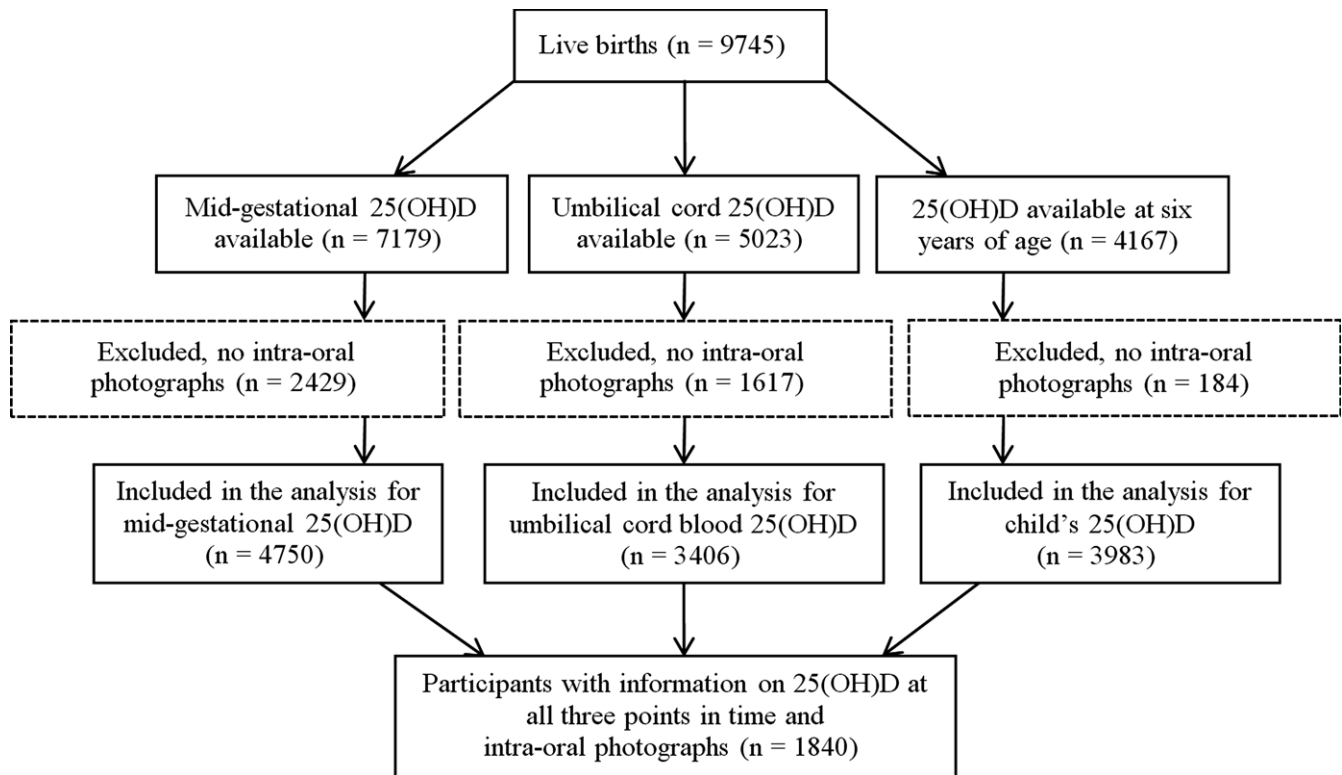 Live births (n = 9745)
Mid-gestational 25(OH)D
available (n = 7179)
Umbilical cord 25(OH)D
available (n = 5023)
25(OH)D available at six
years of age (n = 4167)
Excluded, no intra-oral
photographs (n = 2429)
Excluded, no intra-oral
photographs (n = 1617)
Excluded, no intra-oral
photographs (n = 184)
Included in the analysis for
mid-gestational 25(OH)D
(n = 4750)
Included in the analysis for
umbilical cord blood 25(OH)D
(n = 3406)
Included in the analysis for
child’s 25(OH)D
(n = 3983)
Participants with information on 25(OH)D at
all three points in time and
intra-oral photographs (n = 1840)